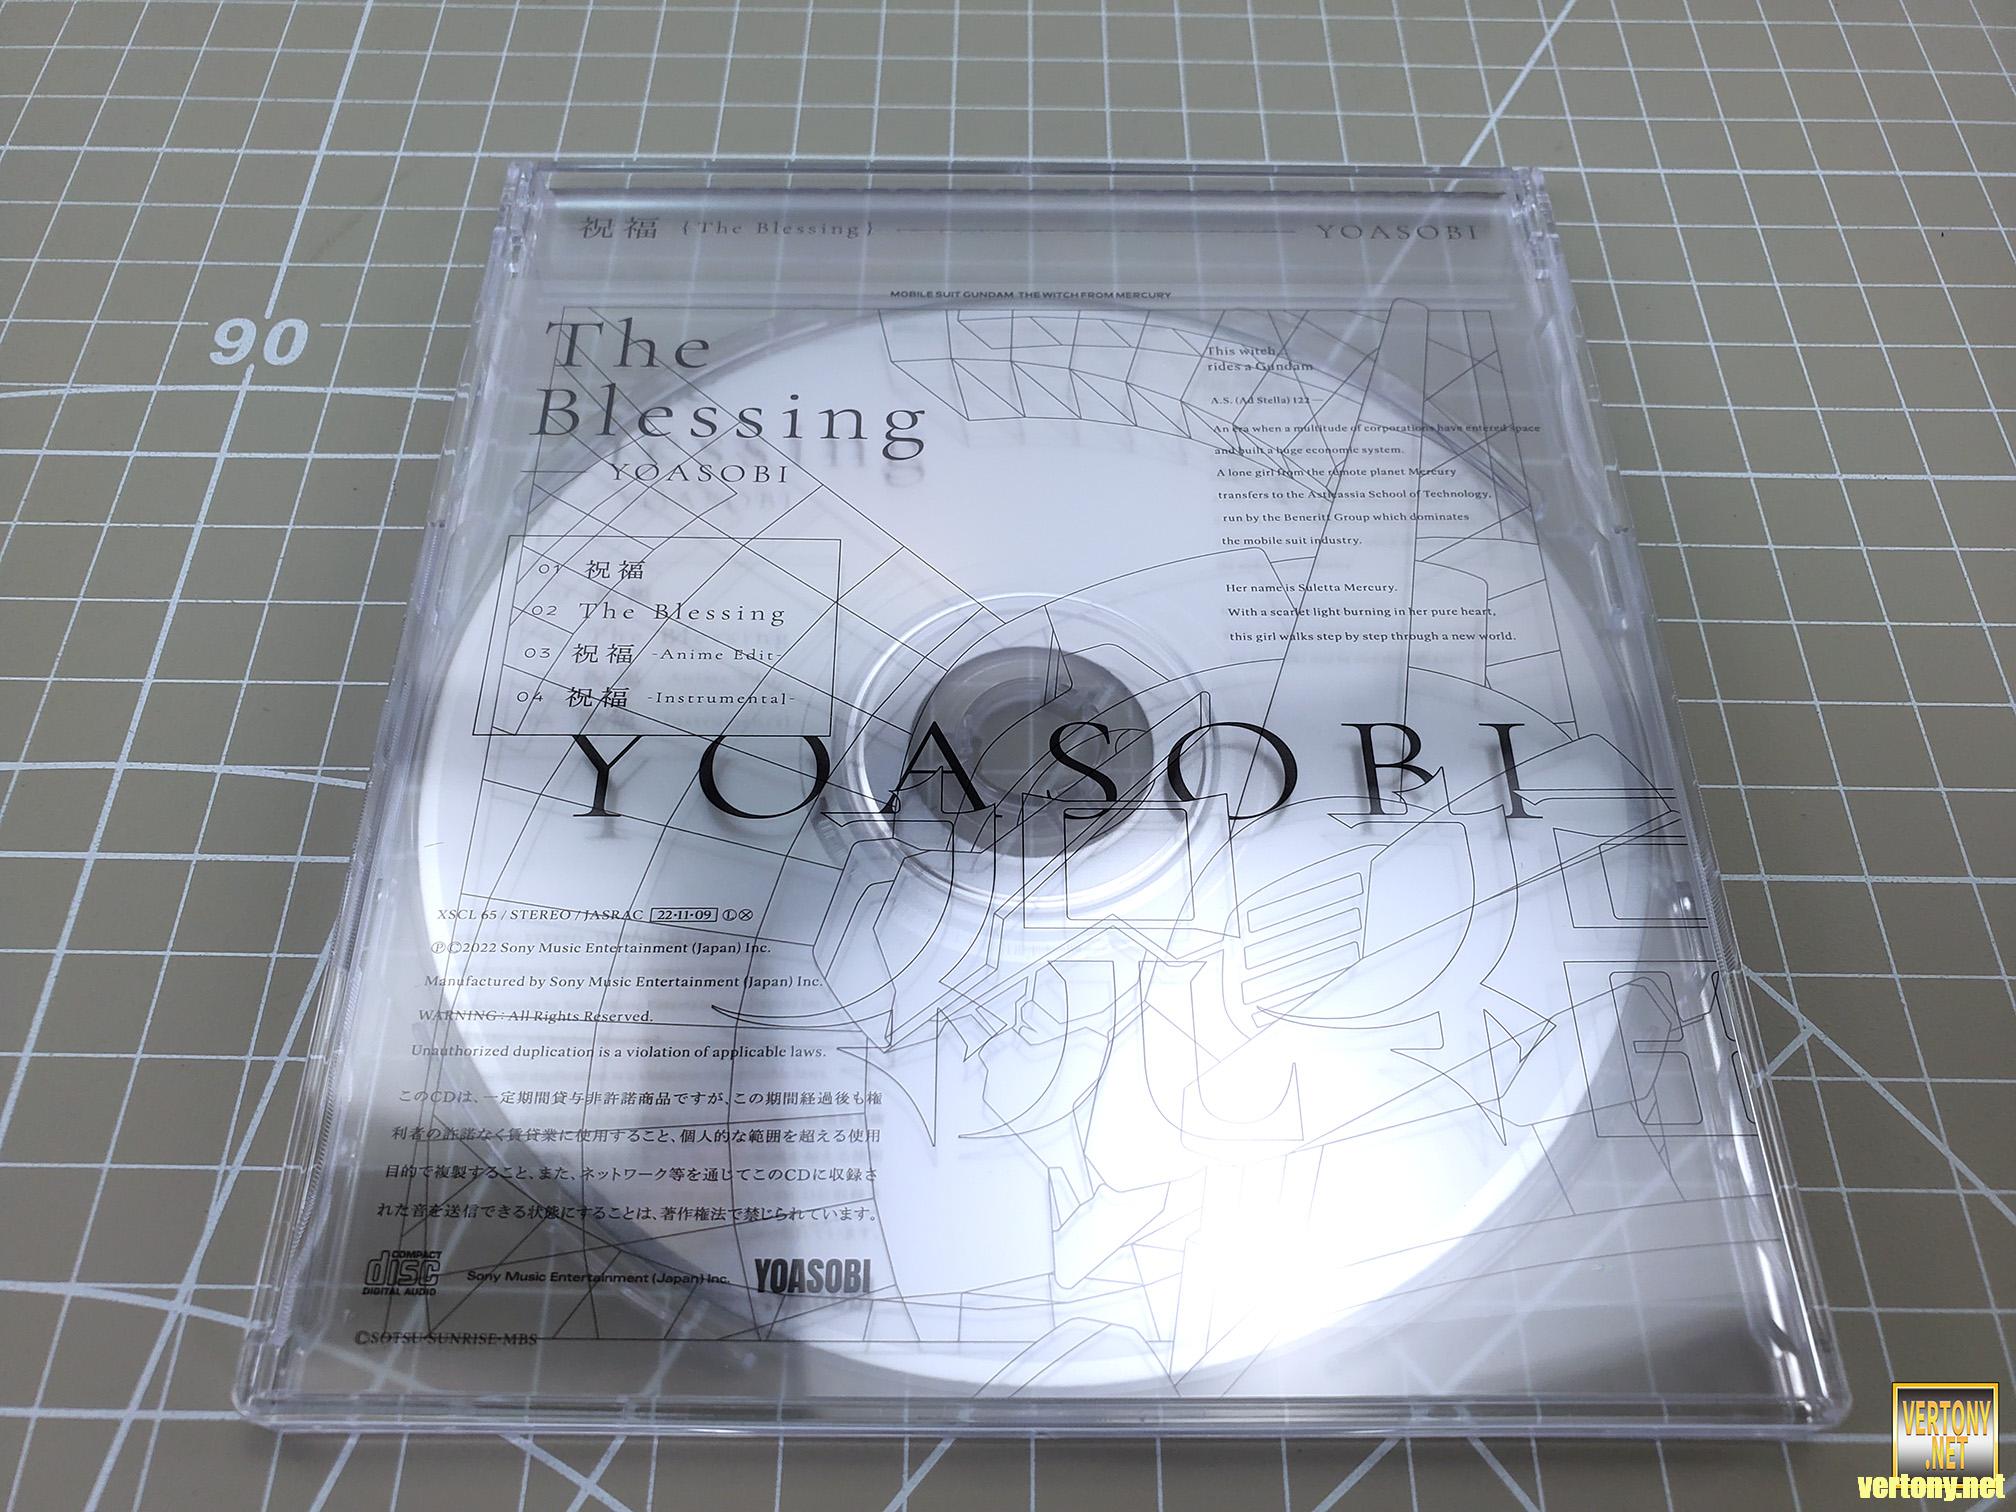 祝福 {The Blessing} YOASOBI
MOBILE SUIT GUNDAM THE WITCH FROM MERCURY
The
Blessing
YOASOBI
01 祝福
02 The Blessing
03 祝福 -Anime Edit-
04 祝福 -Instrumental-
This witch
rides a Gundam
A.S. (Ad Stella) 122—
An era when a multitude of corporations have entered space
and built a huge economic system.
A lone girl from the remote planet Mercury
transfers to the Asticassia School of Technology,
run by the Beneritt Group which dominates
the mobile suit industry.
Her name is Suletta Mercury.
With a scarlet light burning in her pure heart,
this girl walks step by step through a new world.
YOASOBI
XSCL 65 / STEREO / JASRAC 22・11・09 Ⓛ ⓧ
℗©2022 Sony Music Entertainment (Japan) Inc.
Manufactured by Sony Music Entertainment (Japan) Inc.
WARNING : All Rights Reserved.
Unauthorized duplication is a violation of applicable laws.
このCDは、一定期間貸与非許諾商品ですが、この期間経過後も権
利者の許諾なく賃貸業に使用すること、個人的な範囲を超える使用
目的で複製すること、また、ネットワーク等を通じてこのCDに収録さ
れた音を送信できる状態にすることは、著作権法で禁じられています。
COMPACT
disc
DIGITAL AUDIO
Sony Music Entertainment (Japan) Inc.
YOASOBI
©SOTSU・SUNRISE・MBS
90
VERTONY
.NET
vertony.net